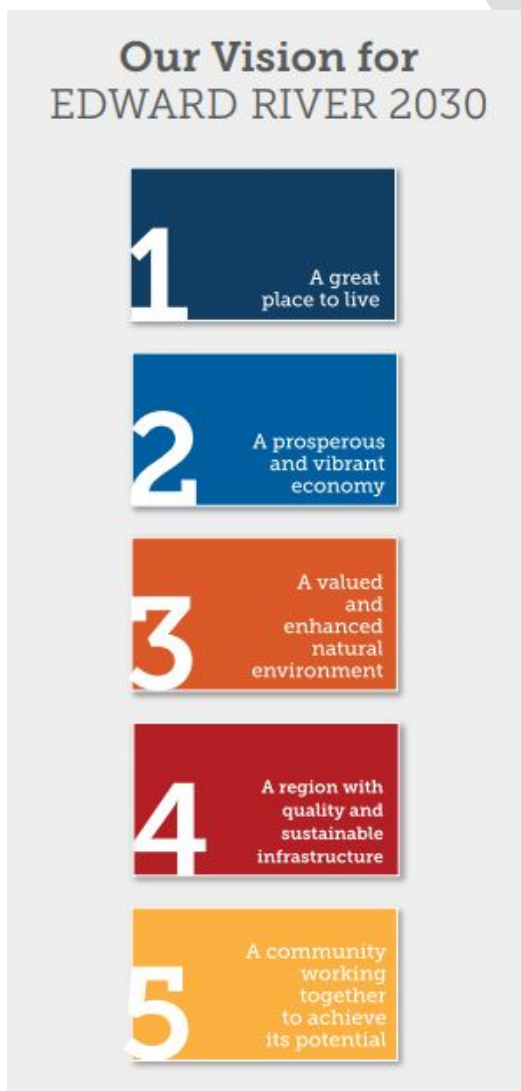 Our Vision for
EDWARD RIVER 2030
1
A great
place to live
2
A prosperous
and vibrant
economy
3
A valued
and
enhanced
natural
environment
4
A region with
quality and
sustainable
infrastructure
5
A community
working
together
to achieve
its potential